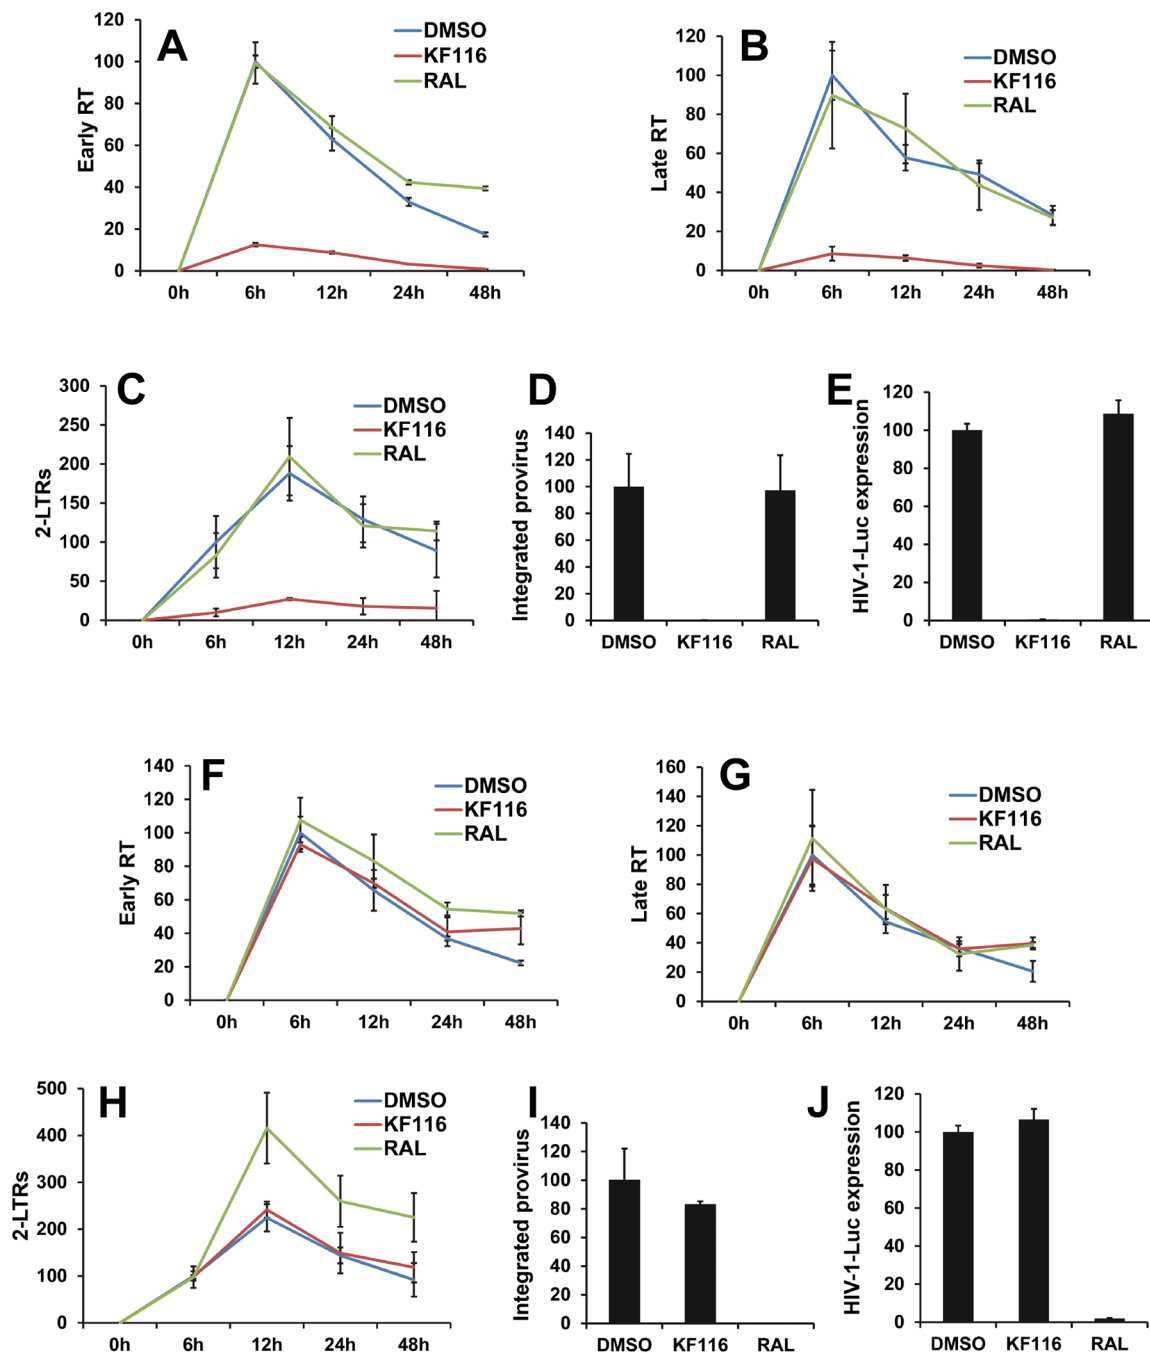 A
DMSO
KF116
RAL
Early RT
120
100
80
60
40
20
0
0h 6h 12h 24h 48h
B
DMSO
KF116
RAL
Late RT
120
100
80
60
40
20
0
0h 6h 12h 24h 48h
C
DMSO
KF116
RAL
2-LTRs
300
250
200
150
100
50
0
0h 6h 12h 24h 48h
D
Integrated provirus
140
120
100
80
60
40
20
0
DMSO KF116 RAL
E
HIV-1-Luc expression
120
100
80
60
40
20
0
DMSO KF116 RAL
F
DMSO
KF116
RAL
Early RT
140
120
100
80
60
40
20
0
0h 6h 12h 24h 48h
G
DMSO
KF116
RAL
Late RT
160
140
120
100
80
60
40
20
0
0h 6h 12h 24h 48h
H
DMSO
KF116
RAL
2-LTRs
500
400
300
200
100
0
0h 6h 12h 24h 48h
I
Integrated provirus
140
120
100
80
60
40
20
0
DMSO KF116 RAL
J
HIV-1-Luc expression
120
100
80
60
40
20
0
DMSO KF116 RAL